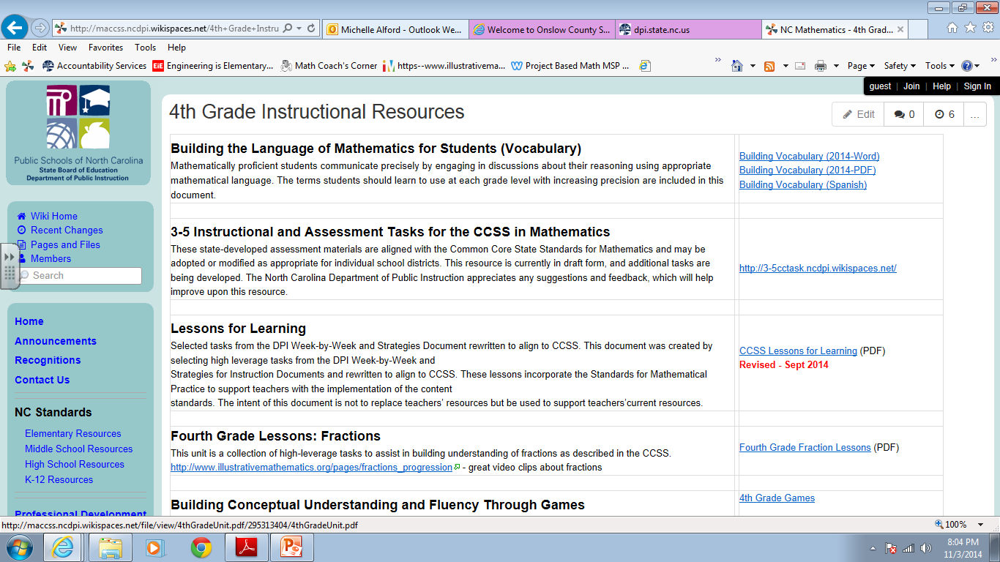 http://maccss.ncdpi.wikispaces.net/4th+Grade+Instru
Michelle Alford - Outlook We...
Welcome to Onslow County S...
dpi.state.nc.us
NC Mathematics - 4th Grad...
File Edit View Favorites Tools Help
Accountability Services
EiE Engineering is Elementary...
Math Coach's Corner
https--www.illustrativema...
Project Based Math MSP ...
Page
Safety
Tools
guest | Join | Help | Sign In
Public Schools of North Carolina
State Board of Education
Department of Public Instruction
Wiki Home
Recent Changes
Pages and Files
Members
Search
Home
Announcements
Recognitions
Contact Us
NC Standards
Elementary Resources
Middle School Resources
High School Resources
K-12 Resources
Professional Development
4th Grade Instructional Resources
Edit
0
6
...
Building the Language of Mathematics for Students (Vocabulary)
Mathematically proficient students communicate precisely by engaging in discussions about their reasoning using appropriate
mathematical language. The terms students should learn to use at each grade level with increasing precision are included in this
document.
Building Vocabulary (2014-Word)
Building Vocabulary (2014-PDF)
Building Vocabulary (Spanish)
3-5 Instructional and Assessment Tasks for the CCSS in Mathematics
These state-developed assessment materials are aligned with the Common Core State Standards for Mathematics and may be
adopted or modified as appropriate for individual school districts. This resource is currently in draft form, and additional tasks are
being developed. The North Carolina Department of Public Instruction appreciates any suggestions and feedback, which will help
improve upon this resource.
http://3-5cctask.ncdpi.wikispaces.net/
Lessons for Learning
Selected tasks from the DPI Week-by-Week and Strategies Document rewritten to align to CCSS. This document was created by
selecting high leverage tasks from the DPI Week-by-Week and
Strategies for Instruction Documents and rewritten to align to CCSS. These lessons incorporate the Standards for Mathematical
Practice to support teachers with the implementation of the content
standards. The intent of this document is not to replace teachers' resources but be used to support teachers'current resources.
CCSS Lessons for Learning (PDF)
Revised - Sept 2014
Fourth Grade Lessons: Fractions
This unit is a collection of high-leverage tasks to assist in building understanding of fractions as described in the CCSS.
http://www.illustrativemathematics.org/pages/fractions_progression - great video clips about fractions
Fourth Grade Fraction Lessons (PDF)
Building Conceptual Understanding and Fluency Through Games
4th Grade Games
http://maccss.ncdpi.wikispaces.net/file/view/4thGradeUnit.pdf/295313404/4thGradeUnit.pdf
100%
8:04 PM
11/3/2014